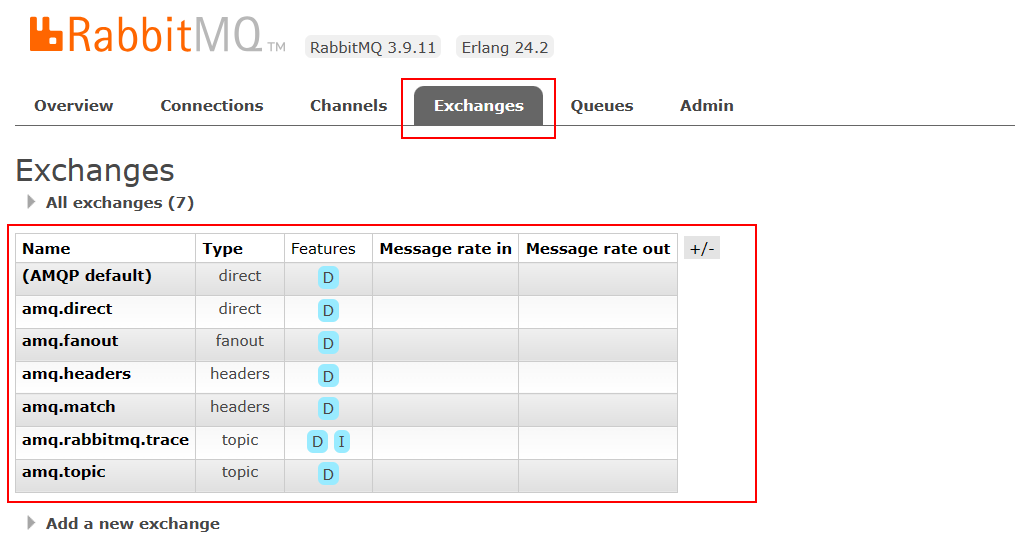 RabbitMQ TM RabbitMQ 3.9.11 Erlang 24.2
Overview Connections Channels Exchanges Queues Admin
Exchanges
All exchanges (7)
Name Type Features Message rate in Message rate out +/-
(AMQP default) direct D
amq.direct direct D
amq.fanout fanout D
amq.headers headers D
amq.match headers D
amq.rabbitmq.trace topic D I
amq.topic topic D
Add a new exchange